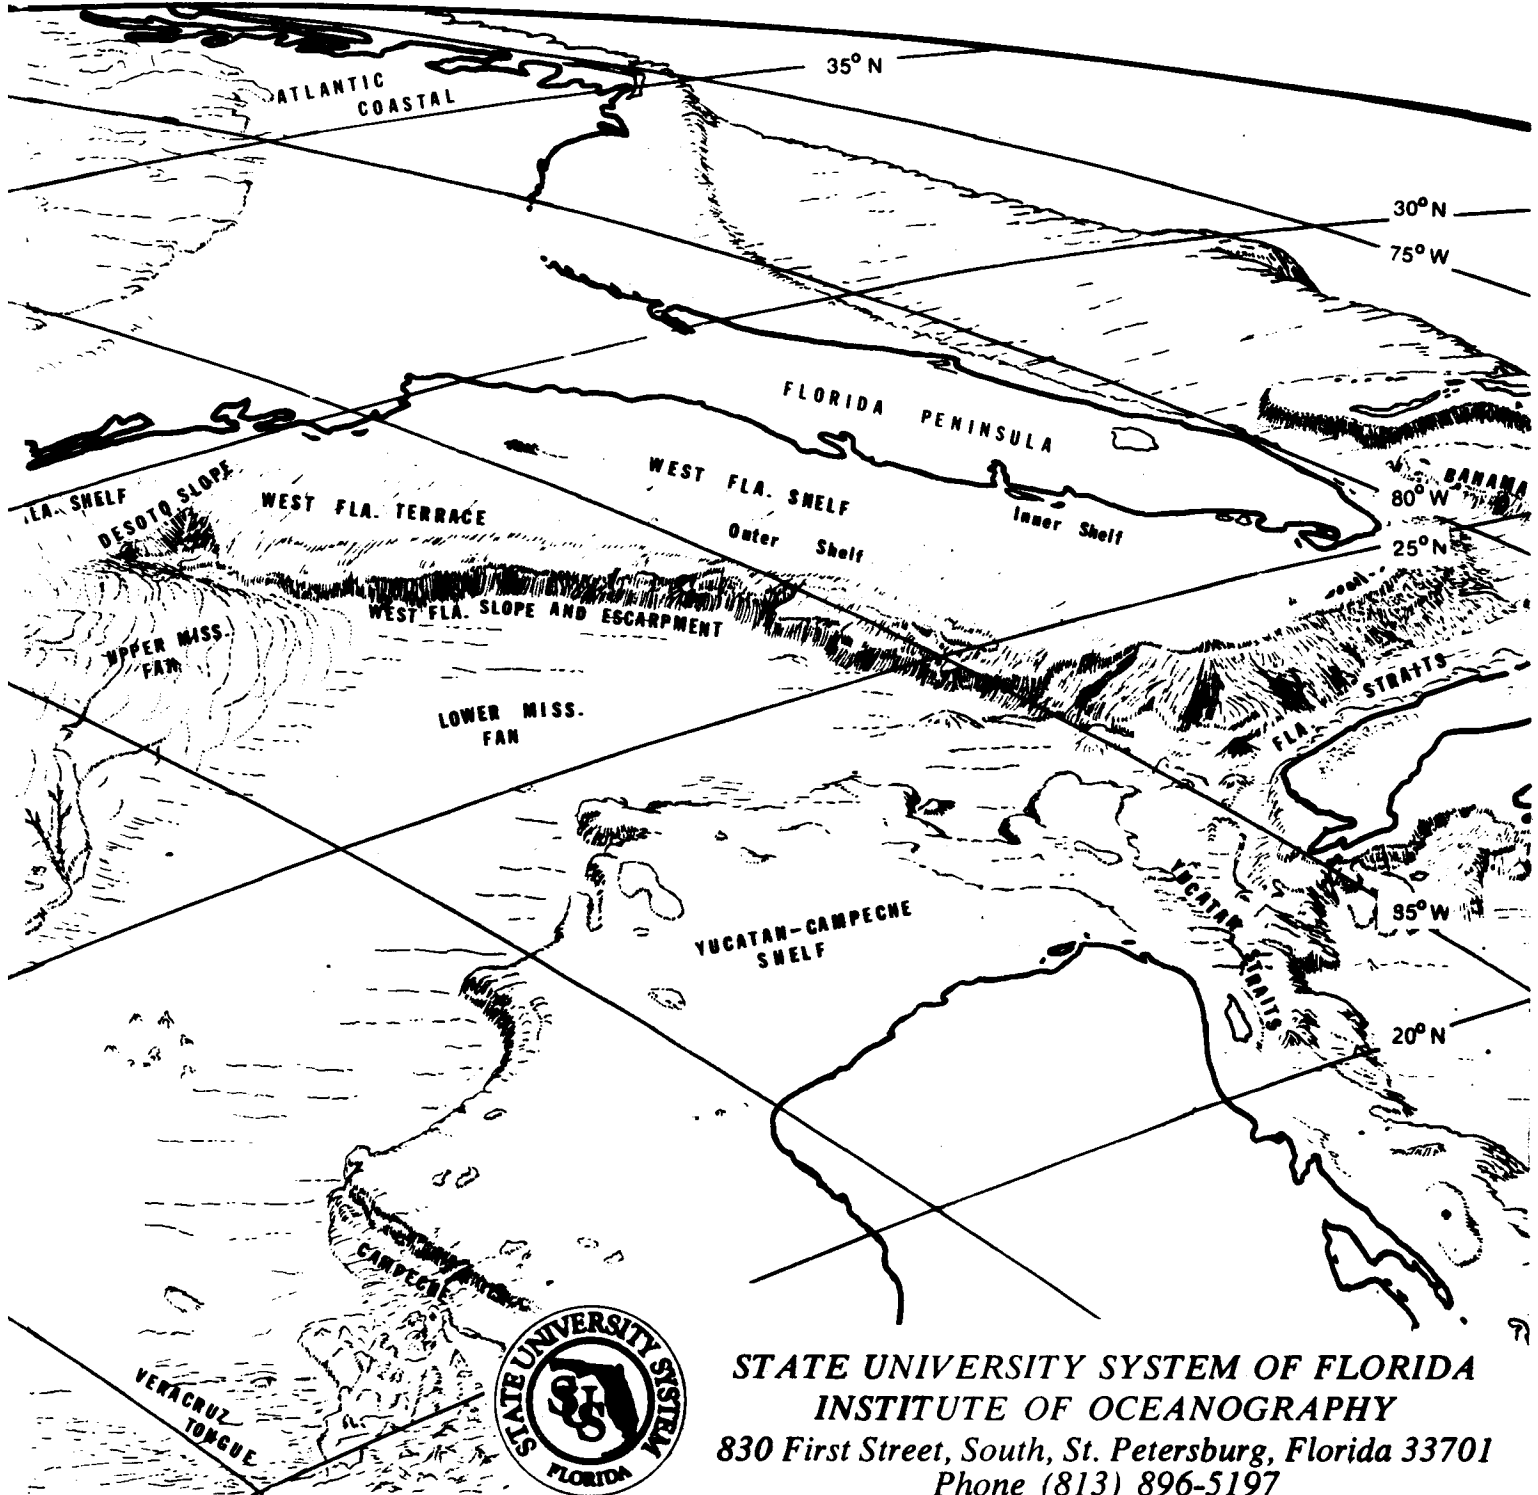 35° N
ATLANTIC
COASTAL
30° N
75° W
FLORIDA PENINSULA
BAHAMA
80° W
WEST FLA. SHELF
LA. SHELF
DESOTO SLOPE
WEST FLA. TERRACE
Inner Shelf
Outer Shelf
25° N
WEST FLA. SLOPE AND ESCARPMENT
UPPER MISS.
FAN
FLA. STRAITS
LOWER MISS.
FAN
YUCATAN
STRAITS
85° W
YUCATAN-CAMPECHE
SHELF
20° N
CAMPECHE
VERACRUZ
TONGUE
STATE UNIVERSITY SYSTEM
SUS
FLORIDA
STATE UNIVERSITY SYSTEM OF FLORIDA
INSTITUTE OF OCEANOGRAPHY
830 First Street, South, St. Petersburg, Florida 33701
Phone (813) 896-5197